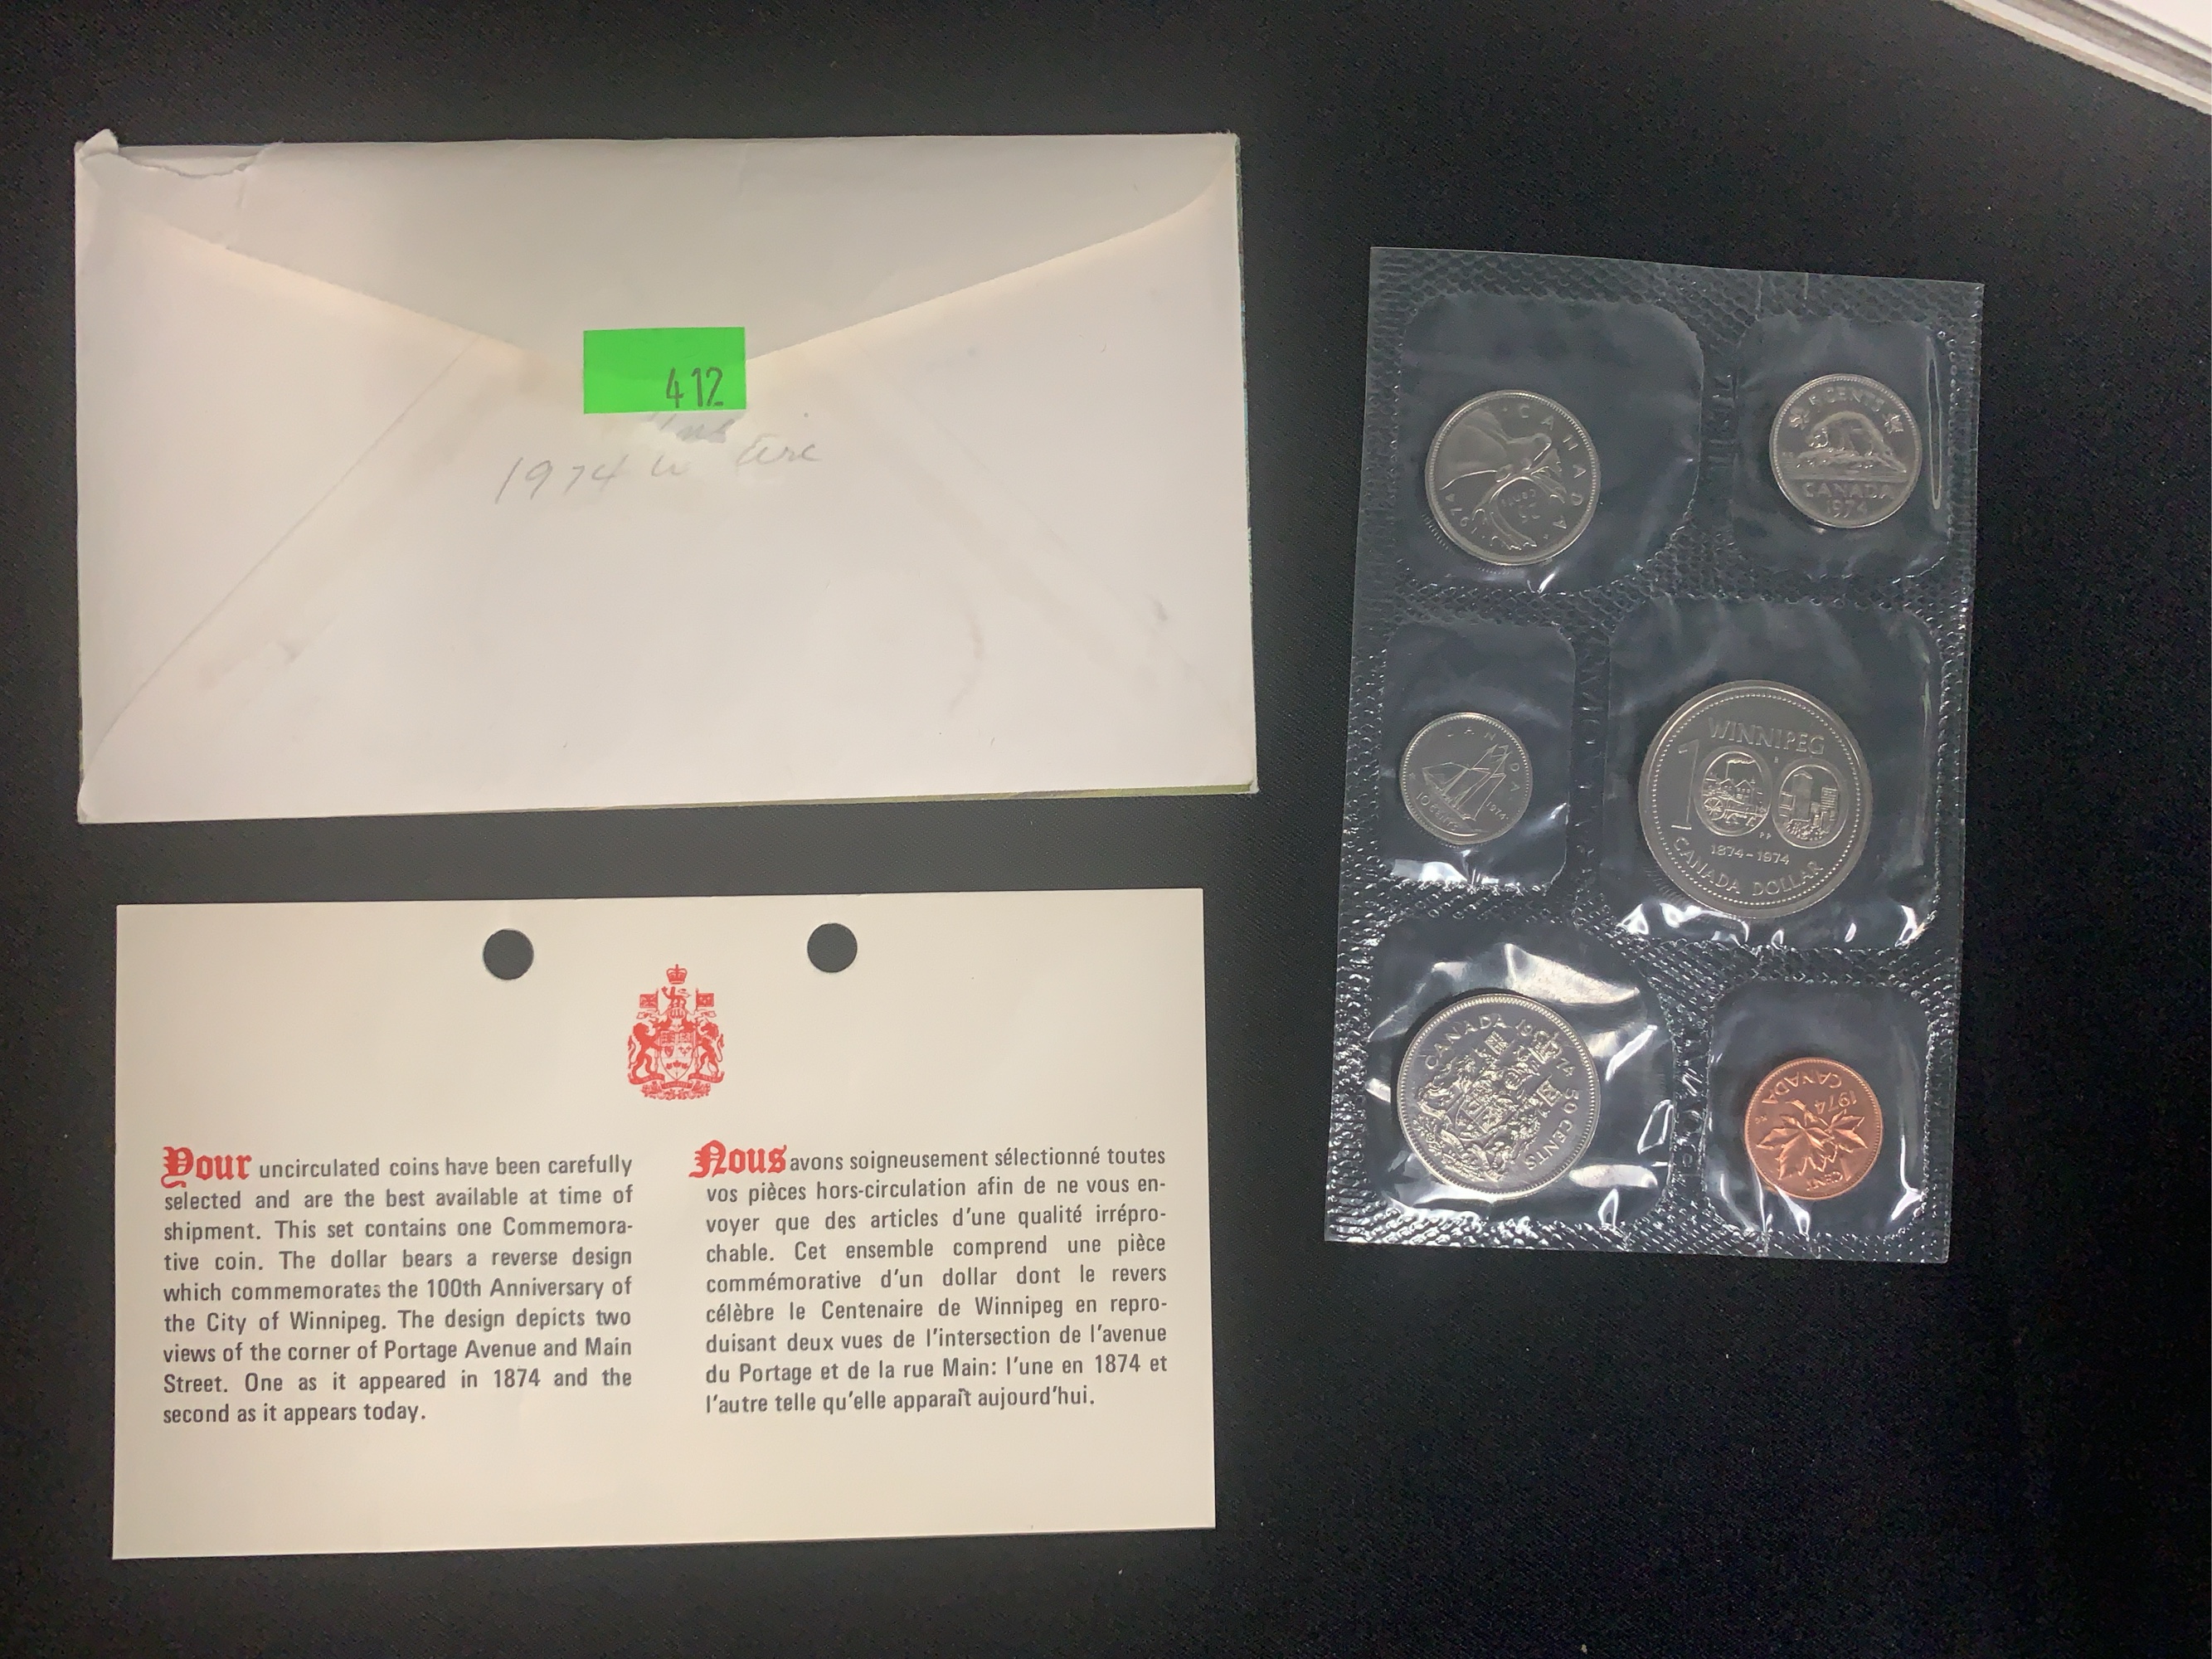 412
1974
Your uncirculated coins have been carefully
selected and are the best available at time of
shipment. This set contains one Commemora-
tive coin. The dollar bears a reverse design
which commemorates the 100th Anniversary of
the City of Winnipeg. The design depicts two
views of the corner of Portage Avenue and Main
Street. One as it appeared in 1874 and the
second as it appears today.
Nous avons soigneusement sélectionné toutes
vos pièces hors-circulation afin de ne vous en-
voyer que des articles d'une qualité irrépro-
chable. Cet ensemble comprend une pièce
commémorative d'un dollar dont le revers
célèbre le Centenaire de Winnipeg en repro-
duisant deux vues de l'intersection de l'avenue
du Portage et de la rue Main: l'une en 1874 et
l'autre telle qu'elle apparaît aujourd'hui.
CANADA
5 CENTS
CANADA
1974
CANADA
10 CENTS
1974
WINNIPEG
100
1874-1974
CANADA DOLLAR
CANADA 1974 50 CENTS
1 CENT
CANADA
1974